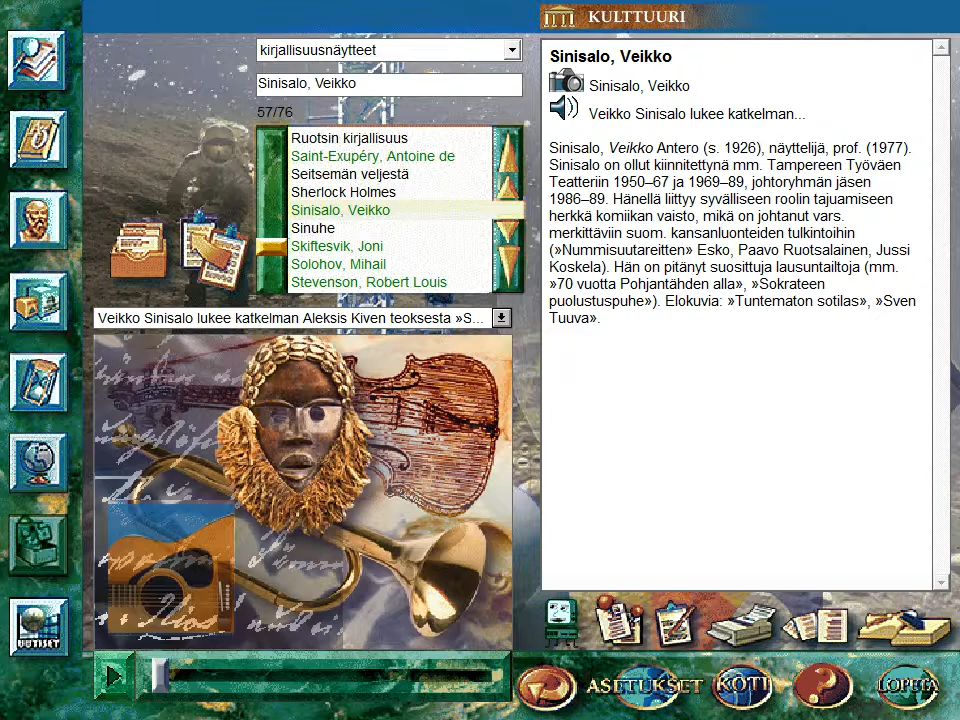 KULTTUURI
kirjallisuusnäytteet
Sinisalo, Veikko
57/76
Ruotsin kirjallisuus
Saint-Exupéry, Antoine de
Seitsemän veljestä
Sherlock Holmes
Sinisalo, Veikko
Sinuhe
Skiftesvik, Joni
Solohov, Mihail
Stevenson, Robert Louis
Veikko Sinisalo lukee katkelman Aleksis Kiven teoksesta »S...
Sinisalo, Veikko
Sinisalo, Veikko
Veikko Sinisalo lukee katkelman...
Sinisalo, Veikko Antero (s. 1926), näyttelijä, prof. (1977).
Sinisalo on ollut kiinnitettynä mm. Tampereen Työväen
Teatteriin 1950–67 ja 1969–89, johtoryhmän jäsen
1986–89. Hänellä liittyy syvälliseen roolin tajuamiseen
herkkä komiikan vaisto, mikä on johtanut vars.
merkittäviin suom. kansanluonteiden tulkintoihin
(»Nummisuutareitten» Esko, Paavo Ruotsalainen, Jussi
Koskela). Hän on pitänyt suosittuja lausuntailtoja (mm.
»70 vuotta Pohjantähden alla», »Sokrateen
puolustuspuhe»). Elokuvia: »Tuntematon sotilas», »Sven
Tuuva».
UUTISET
ASETUKSET
KOTI
?
LOPETA